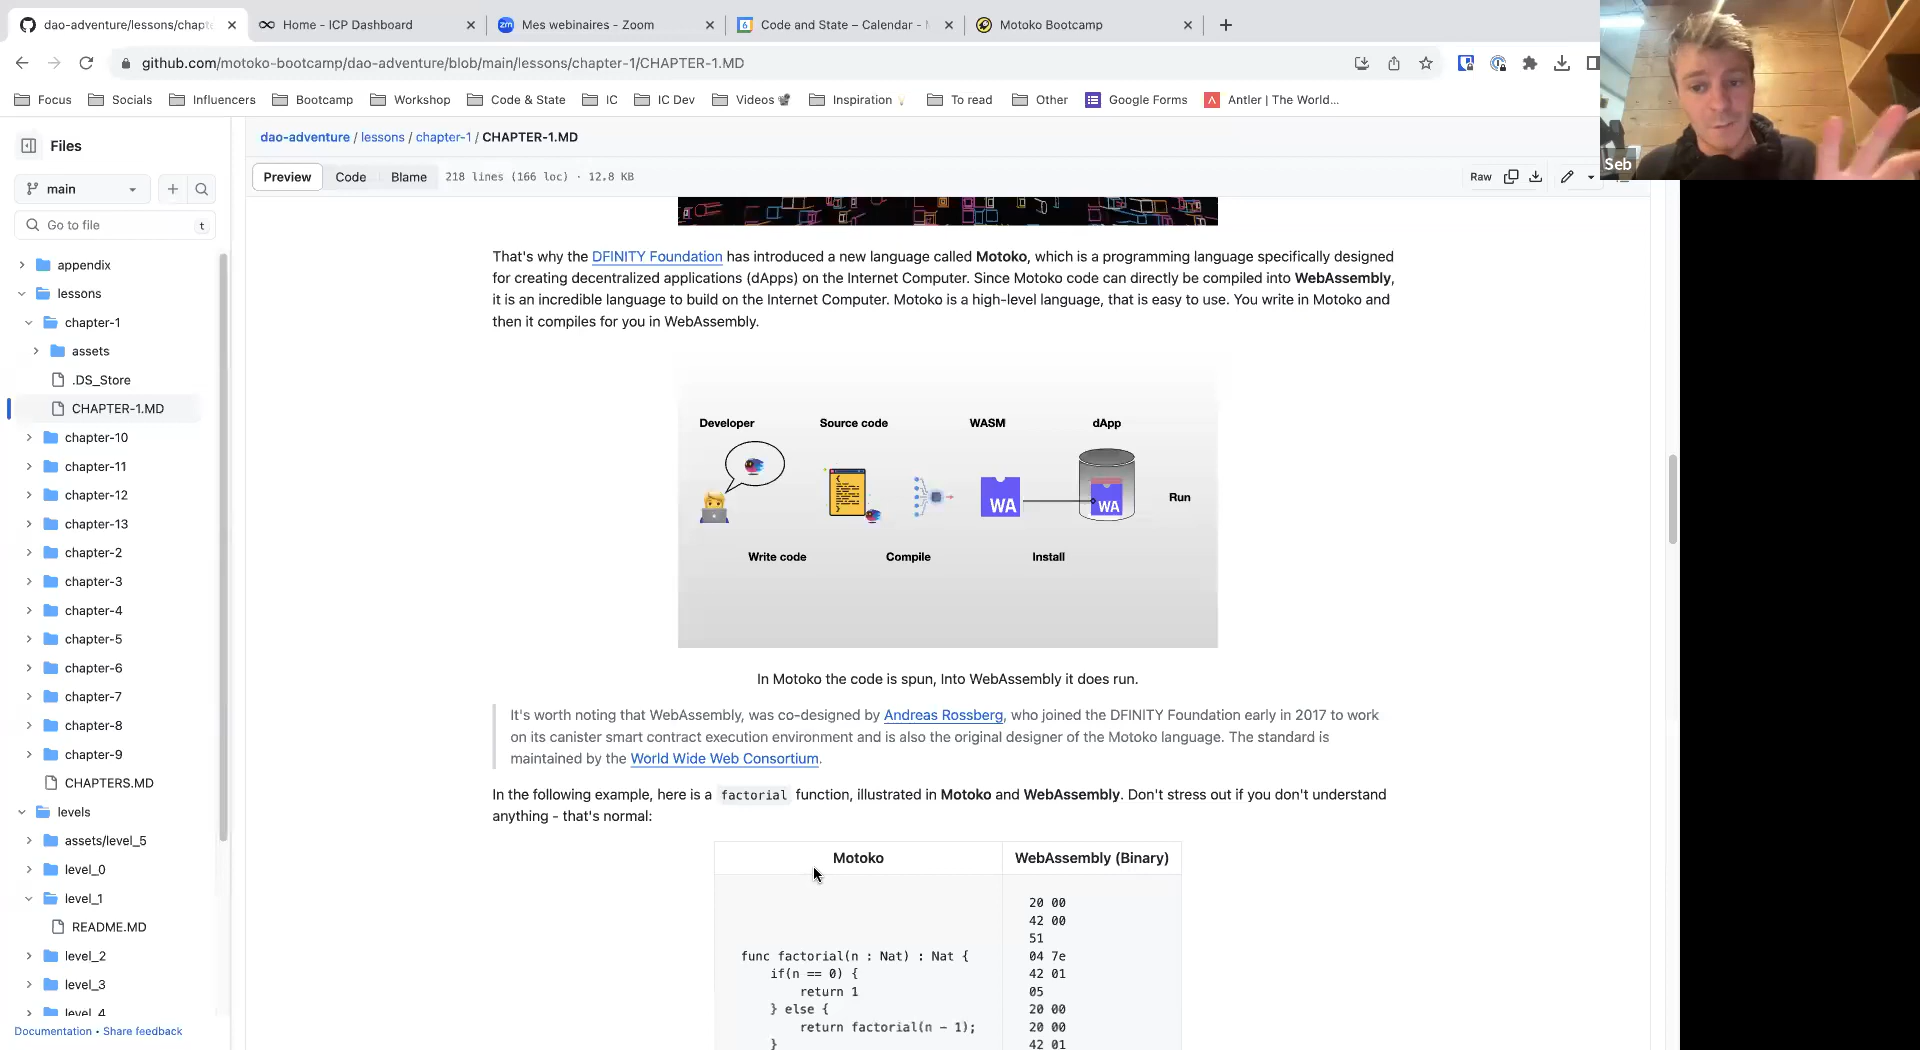 dao-adventure/lessons/chapt
Home - ICP Dashboard
zm
Mes webinaires - Zoom
6
Code and State – Calendar -
Motoko Bootcamp
github.com/motoko-bootcamp/dao-adventure/blob/main/lessons/chapter-1/CHAPTER-1.MD
Focus
Socials
Influencers
Bootcamp
Workshop
Code & State
IC
IC Dev
Videos
Inspiration
To read
Other
Google Forms
Antler | The World...
Seb
Files
main
Go to file
t
appendix
lessons
chapter-1
assets
.DS_Store
CHAPTER-1.MD
chapter-10
chapter-11
chapter-12
chapter-13
chapter-2
chapter-3
chapter-4
chapter-5
chapter-6
chapter-7
chapter-8
chapter-9
CHAPTERS.MD
levels
assets/level_5
level_0
level_1
README.MD
level_2
level_3
level_4
Documentation • Share feedback
dao-adventure / lessons / chapter-1 / CHAPTER-1.MD
Preview
Code
Blame
218 lines (166 loc) · 12.8 KB
Raw
That's why the DFINITY Foundation has introduced a new language called Motoko, which is a programming language specifically designed
for creating decentralized applications (dApps) on the Internet Computer. Since Motoko code can directly be compiled into WebAssembly,
it is an incredible language to build on the Internet Computer. Motoko is a high-level language, that is easy to use. You write in Motoko and
then it compiles for you in WebAssembly.
Developer
Source code
WASM
dApp
WA
WA
Run
Write code
Compile
Install
In Motoko the code is spun, Into WebAssembly it does run.
It's worth noting that WebAssembly, was co-designed by Andreas Rossberg, who joined the DFINITY Foundation early in 2017 to work
on its canister smart contract execution environment and is also the original designer of the Motoko language. The standard is
maintained by the World Wide Web Consortium.
In the following example, here is a factorial function, illustrated in Motoko and WebAssembly. Don't stress out if you don't understand
anything - that's normal:
Motoko
WebAssembly (Binary)
func factorial(n : Nat) : Nat {
if(n == 0) {
return 1
} else {
return factorial(n - 1);
}
20 00
42 00
51
04 7e
42 01
05
20 00
20 00
42 01